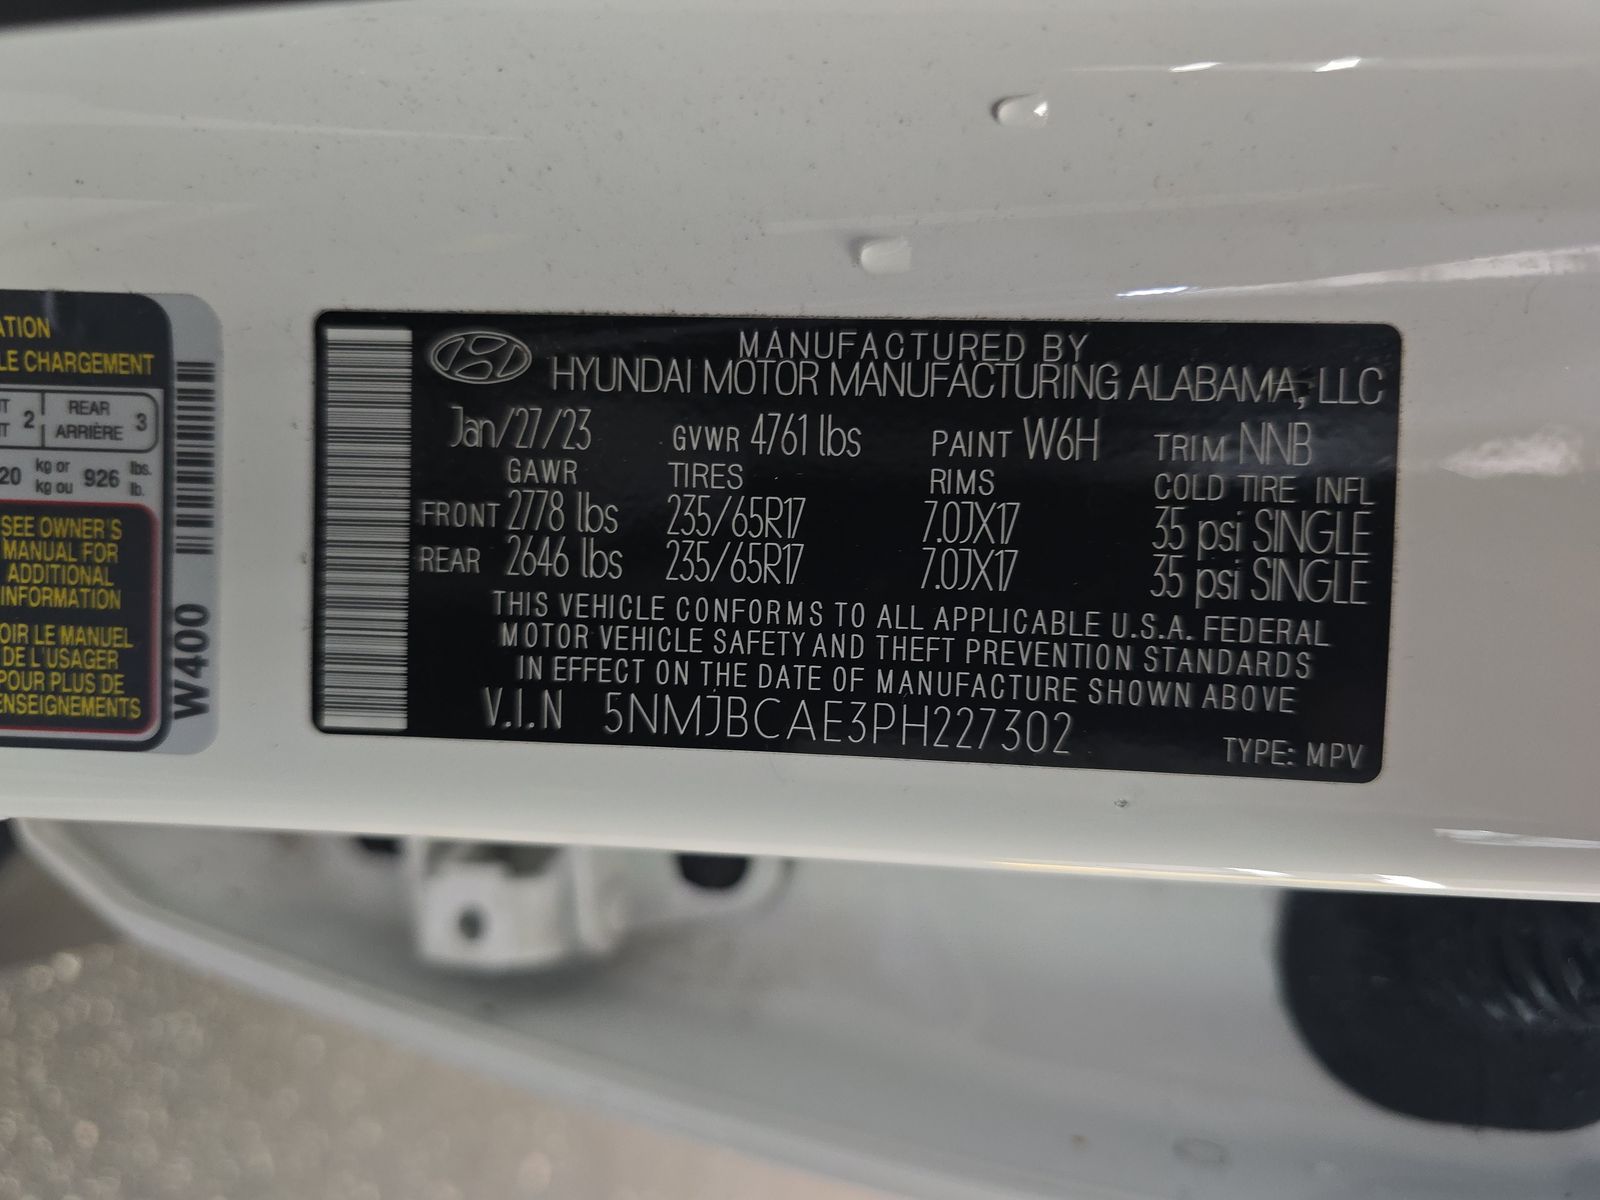 ATION
LE CHARGEMENT
T 2 REAR 3
T ARRIÈRE
20 kg or 926 lbs.
kg ou lb.
SEE OWNER'S
MANUAL FOR
ADDITIONAL
INFORMATION
OIR LE MANUEL
DE L'USAGER
POUR PLUS DE
ENSEIGNEMENTS
W400
MANUFACTURED BY
HYUNDAI MOTOR MANUFACTURING ALABAMA, LLC
Jan/27/23 GVWR 4761 lbs PAINT W6H TRIM NNB
GAWR TIRES RIMS COLD TIRE INFL
FRONT 2778 lbs 235/65R17 7.0JX17 35 psi SINGLE
REAR 2646 lbs 235/65R17 7.0JX17 35 psi SINGLE
THIS VEHICLE CONFORMS TO ALL APPLICABLE U.S.A. FEDERAL
MOTOR VEHICLE SAFETY AND THEFT PREVENTION STANDARDS
IN EFFECT ON THE DATE OF MANUFACTURE SHOWN ABOVE
V.I.N 5NMJBCAE3PH227302
TYPE: MPV